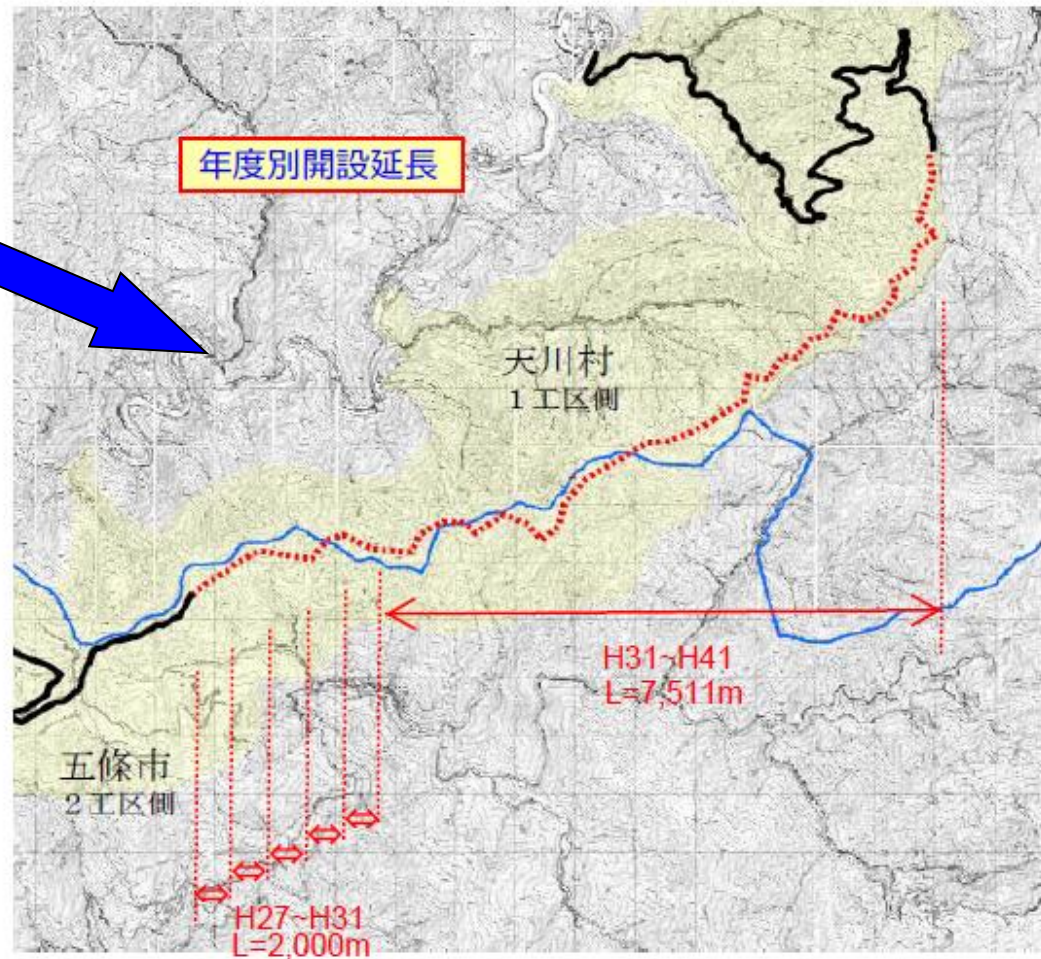 年度別開設延長
天川村
１工区側
H31~H41
L=7,511m
五條市
２工区側
H27~H31
L=2,000m